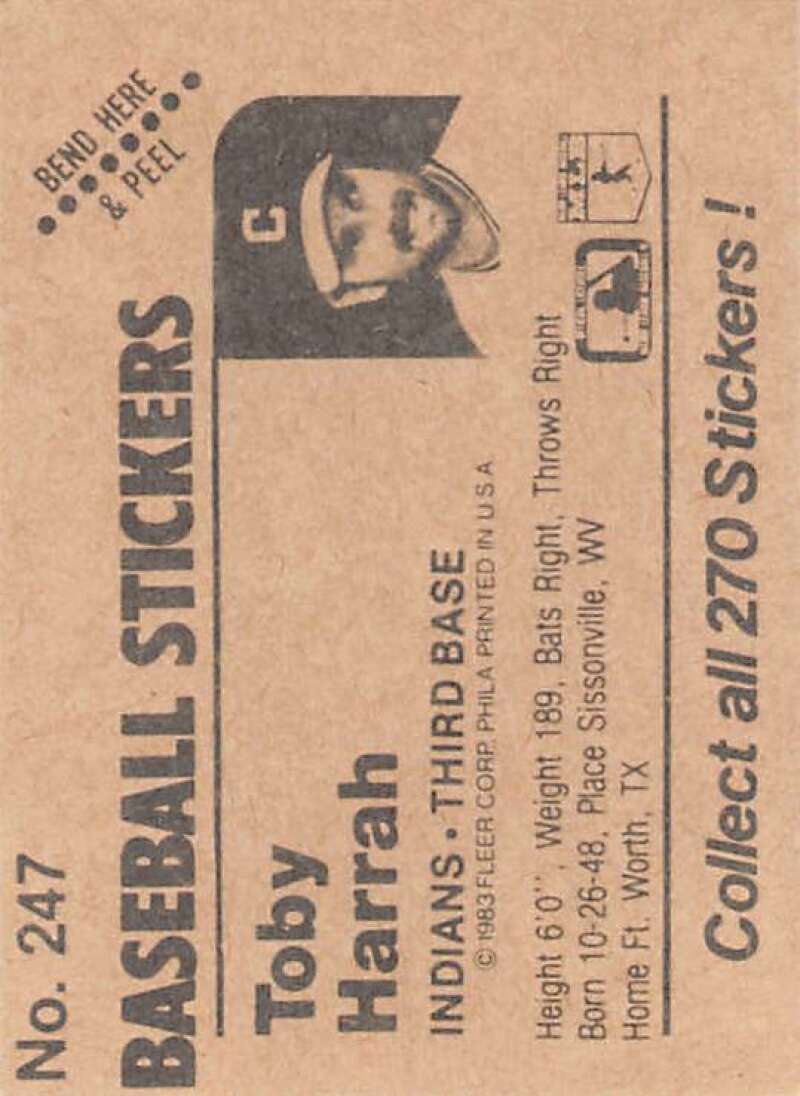 No. 247
BEND HERE
& PEEL
BASEBALL STICKERS
C
Toby
Harrah
INDIANS • THIRD BASE
© 1983 FLEER CORP. PHILA PRINTED IN U S A
Height 6'0'', Weight 189, Bats Right, Throws Right
Born 10-26-48, Place Sissonville, WV
Home Ft. Worth, TX
Collect all 270 Stickers !